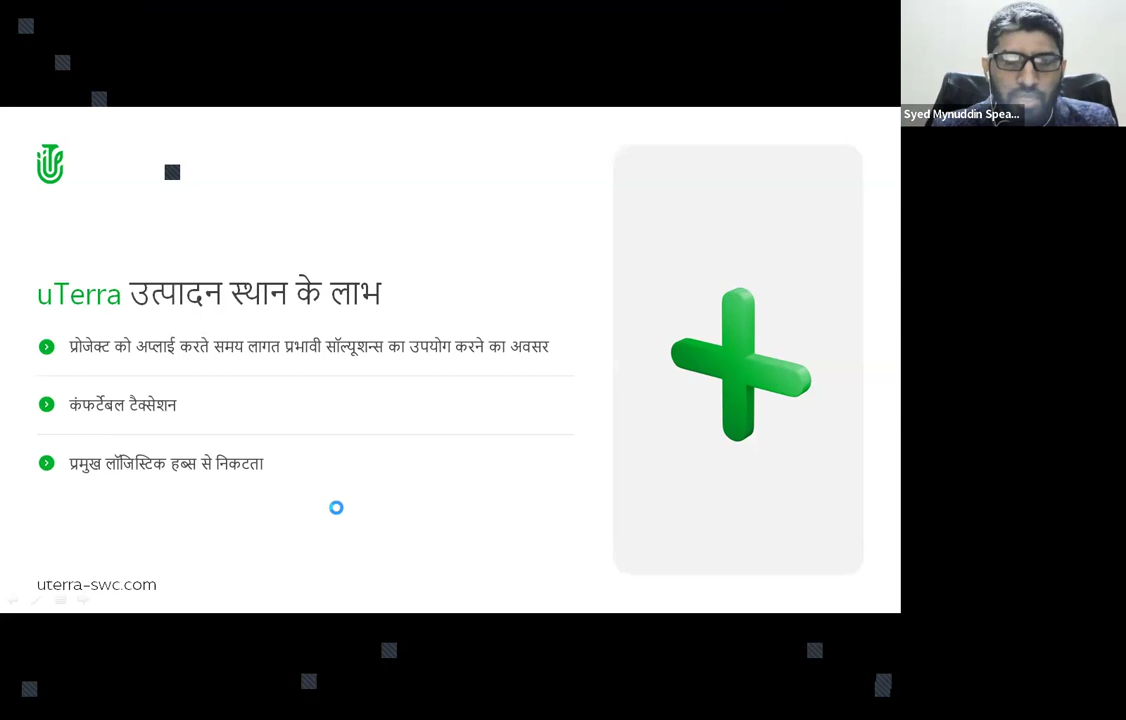 Syed Mynuddin Spea...
uTerra उत्पादन स्थान के लाभ
प्रोजेक्ट को अप्लाई करते समय लागत प्रभावी सॉल्यूशन्स का उपयोग करने का अवसर
कंफर्टेबल टैक्सेशन
प्रमुख लॉजिस्टिक हब्स से निकटता
uterra-swc.com